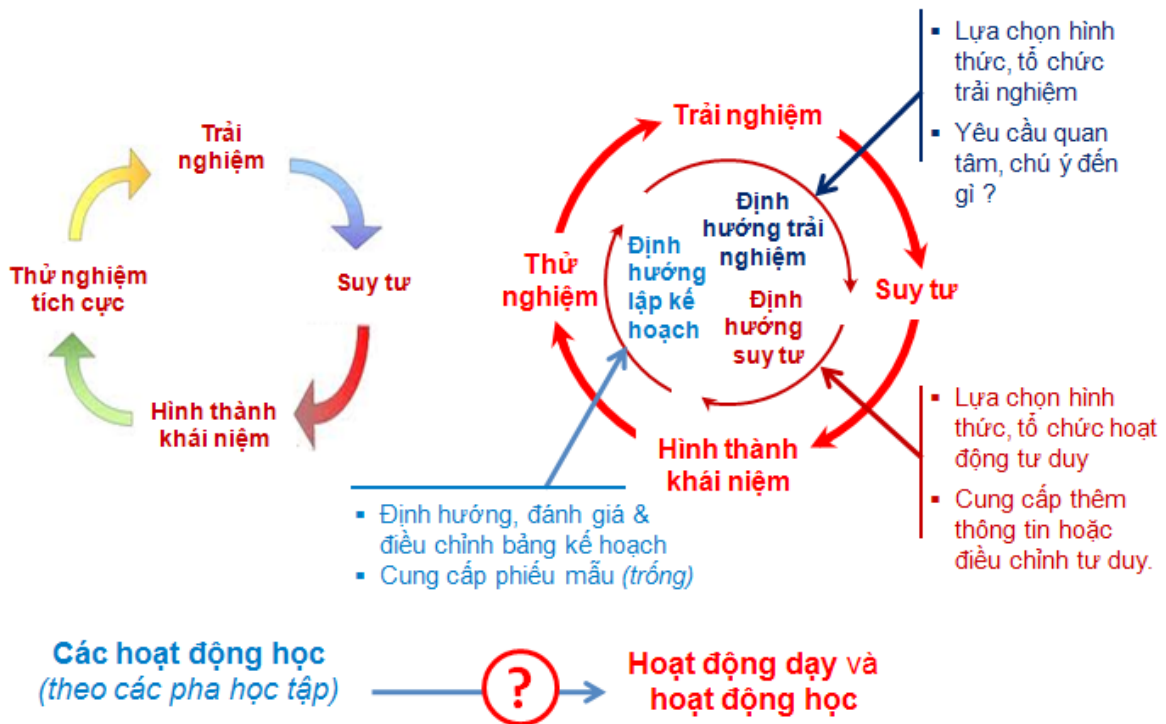 Trải
nghiệm
Suy tư
Hình thành
khái niệm
Thử nghiệm
tích cực
Trải nghiệm
Suy tư
Hình thành
khái niệm
Thử
nghiệm
Định
hướng trải
nghiệm
Định
hướng
suy tư
Định
hướng
lập kế
hoạch
▪ Lựa chọn hình
thức, tổ chức
trải nghiệm
▪ Yêu cầu quan
tâm, chú ý đến
gì ?
▪ Lựa chọn hình
thức, tổ chức hoạt
động tư duy
▪ Cung cấp thêm
thông tin hoặc
điều chỉnh tư duy.
▪ Định hướng, đánh giá &
điều chỉnh bảng kế hoạch
▪ Cung cấp phiếu mẫu (trống)
Các hoạt động học
(theo các pha học tập)
?
Hoạt động dạy và
hoạt động học